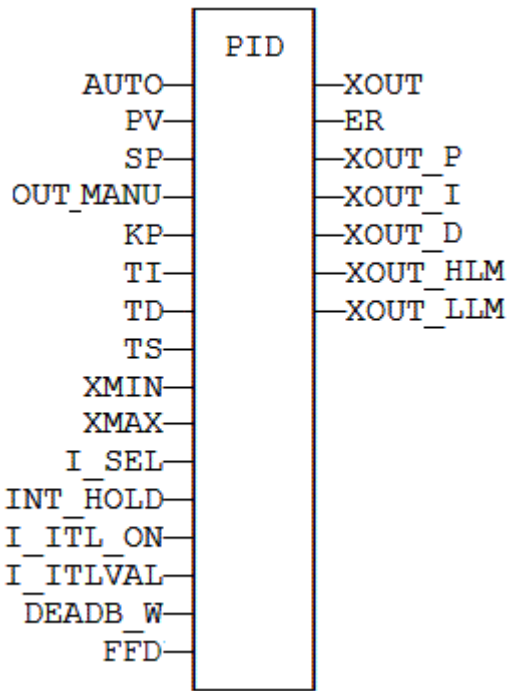 PID
AUTO XOUT
PV ER
SP XOUT_P
OUT_MANU XOUT_I
KP XOUT_D
TI XOUT_HLM
TD XOUT_LLM
TS
XMIN
XMAX
I_SEL
INT_HOLD
I_ITL_ON
I_ITLVAL
DEADB_W
FFD